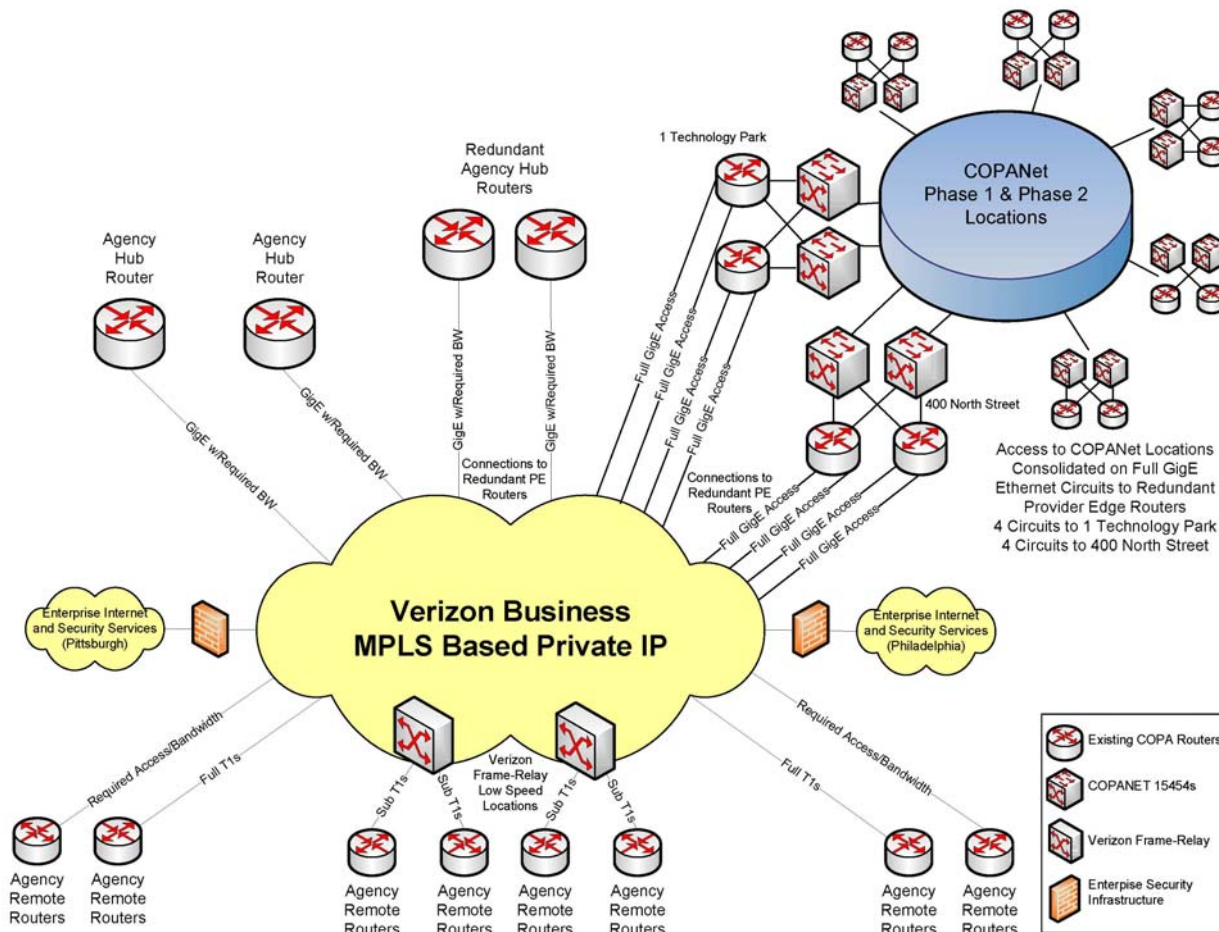 1 Technology Park
Redundant
Agency Hub
Routers
COPANet
Phase 1 & Phase 2
Locations
Agency
Hub
Router
Agency
Hub
Router
GigE w/Required BW
GigE w/Required BW
GigE w/Required BW
GigE w/Required BW
Full GigE Access
Full GigE Access
Full GigE Access
Full GigE Access
400 North Street
Connections to
Redundant PE
Routers
Connections to
Redundant PE
Routers
Full GigE Access
Full GigE Access
Full GigE Access
Full GigE Access
Access to COPANet Locations
Consolidated on Full GigE
Ethernet Circuits to Redundant
Provider Edge Routers
4 Circuits to 1 Technology Park
4 Circuits to 400 North Street
Enterprise Internet
and Security Services
(Pittsburgh)
Verizon Business
MPLS Based Private IP
Enterprise Internet
and Security Services
(Philadelphia)
Required Access/Bandwidth
Full T1s
Verizon
Frame-Relay
Low Speed
Locations
Sub T1s
Sub T1s
Sub T1s
Sub T1s
Full T1s
Required Access/Bandwidth
Agency
Remote
Routers
Agency
Remote
Routers
Agency
Remote
Routers
Agency
Remote
Routers
Agency
Remote
Routers
Agency
Remote
Routers
Agency
Remote
Routers
Agency
Remote
Routers
Existing COPA Routers
COPANET 15454s
Verizon Frame-Relay
Enterpise Security
Infrastructure